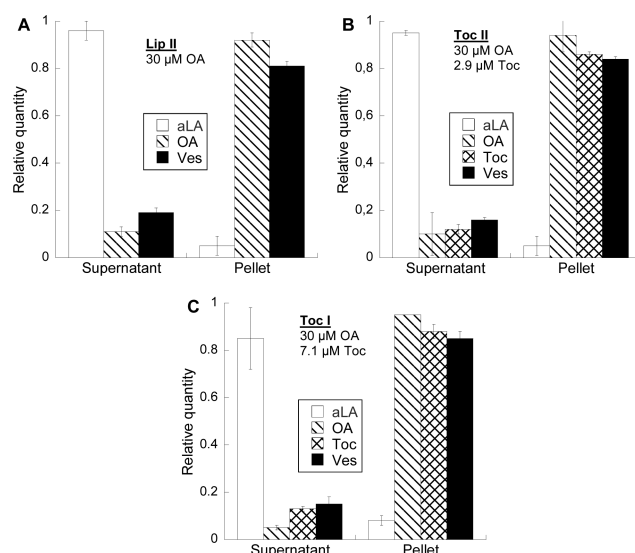 A
Lip II
30 µM OA
Relative quantity
1
0,8
0,6
0,4
0,2
0
aLA
OA
Ves
Supernatant
Pellet
B
Toc II
30 µM OA
2.9 µM Toc
Relative quantity
1
0,8
0,6
0,4
0,2
0
aLA
OA
Toc
Ves
Supernatant
Pellet
C
Toc I
30 µM OA
7.1 µM Toc
Relative quantity
1
0.8
0.6
0.4
0.2
0
aLA
OA
Toc
Ves
Supernatant
Pellet